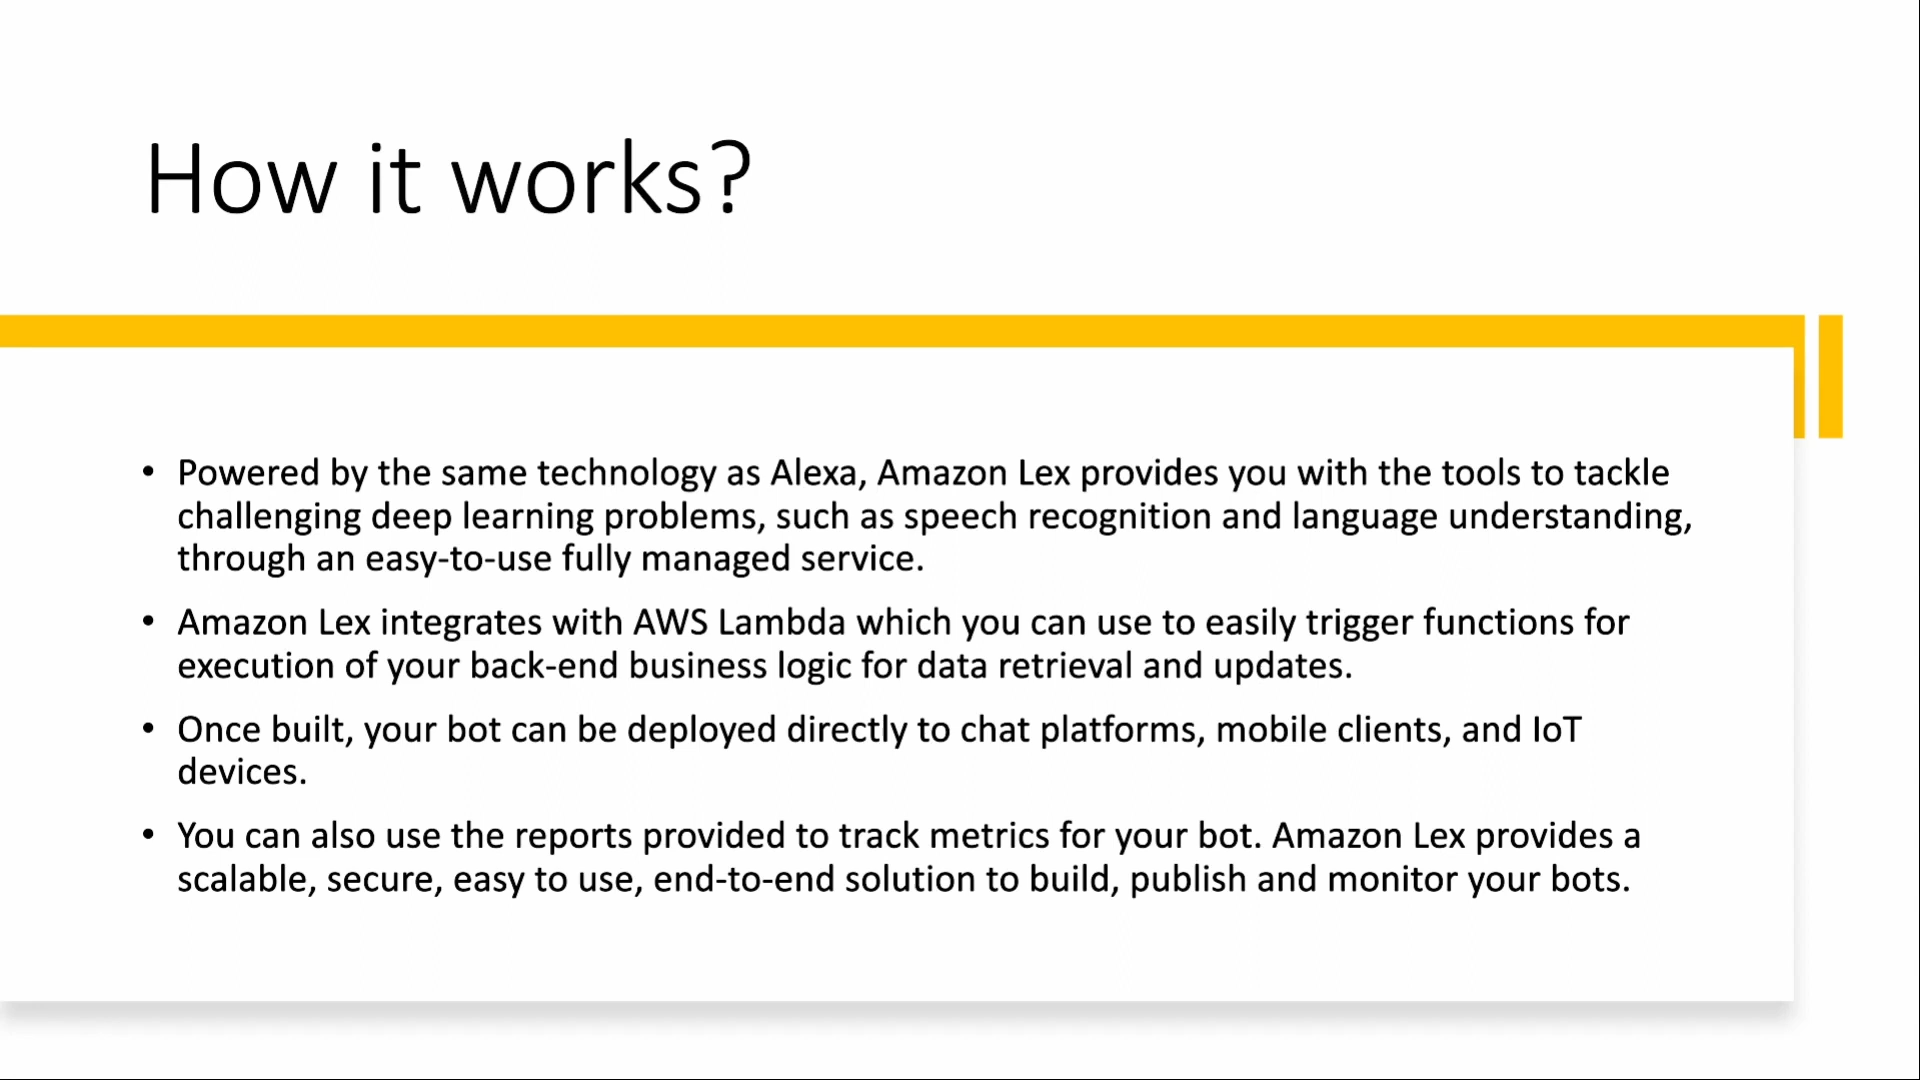 How it works?
• Powered by the same technology as Alexa, Amazon Lex provides you with the tools to tackle
challenging deep learning problems, such as speech recognition and language understanding,
through an easy-to-use fully managed service.
• Amazon Lex integrates with AWS Lambda which you can use to easily trigger functions for
execution of your back-end business logic for data retrieval and updates.
• Once built, your bot can be deployed directly to chat platforms, mobile clients, and IoT
devices.
• You can also use the reports provided to track metrics for your bot. Amazon Lex provides a
scalable, secure, easy to use, end-to-end solution to build, publish and monitor your bots.